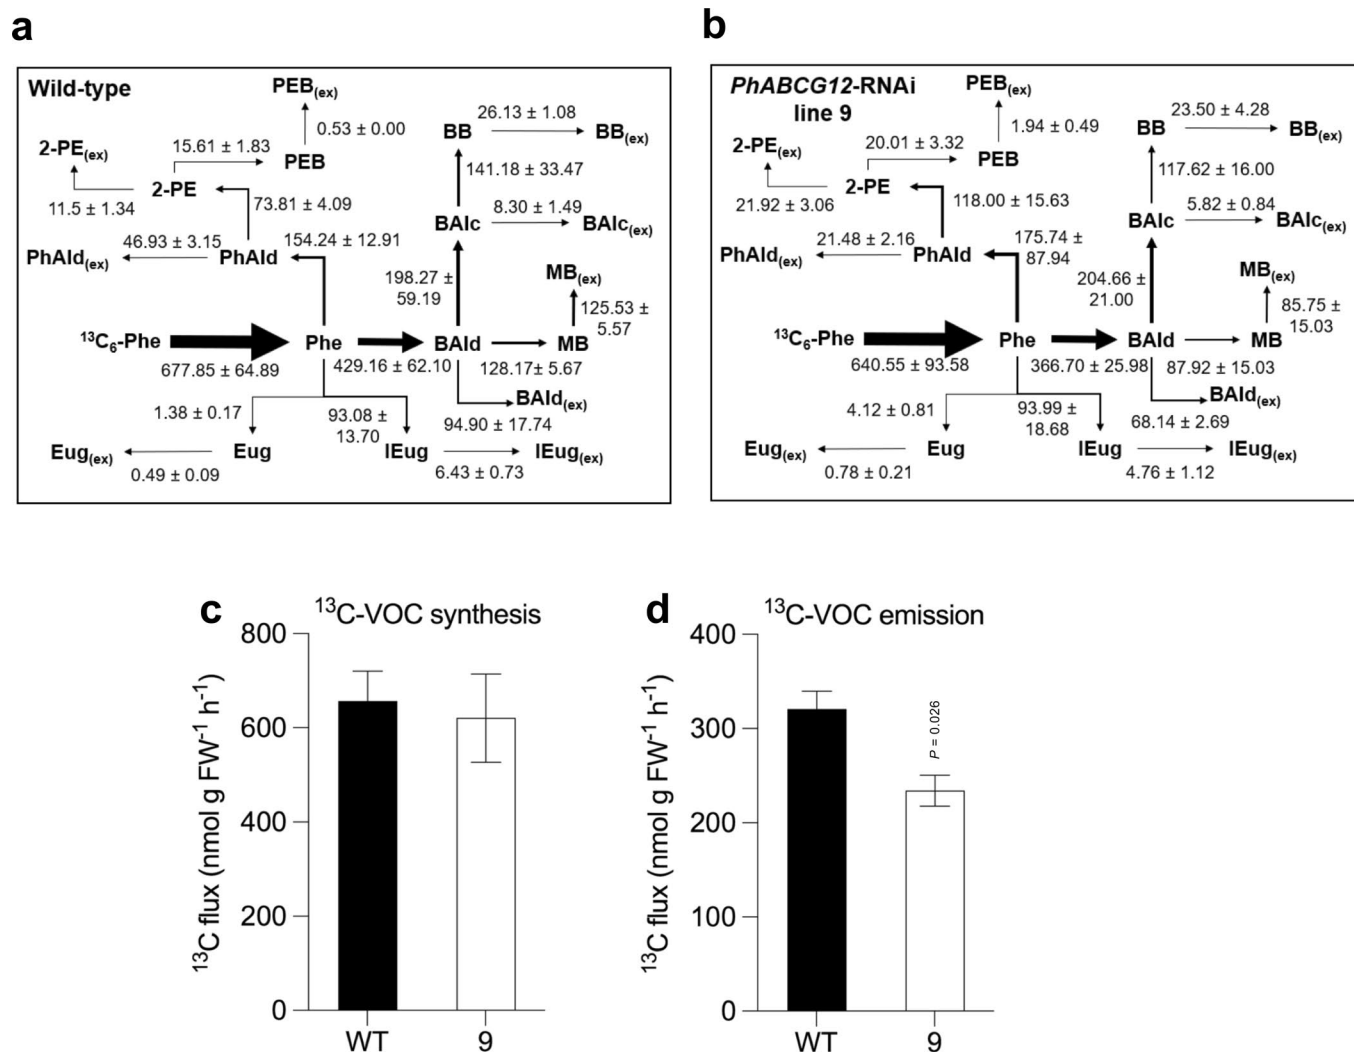 a
Wild-type
PEB(ex)
0.53 ± 0.00
2-PE(ex)
15.61 ± 1.83
PEB
2-PE
11.5 ± 1.34
73.81 ± 4.09
PhAld(ex)
46.93 ± 3.15
PhAld
154.24 ± 12.91
BB
26.13 ± 1.08
BB(ex)
141.18 ± 33.47
BAlc
8.30 ± 1.49
BAlc(ex)
198.27 ±
59.19
MB(ex)
125.53 ±
5.57
¹³C₆-Phe
677.85 ± 64.89
Phe
429.16 ± 62.10
BAld
128.17± 5.67
MB
BAld(ex)
94.90 ± 17.74
1.38 ± 0.17
93.08 ±
13.70
Eug(ex)
0.49 ± 0.09
Eug
IEug
6.43 ± 0.73
IEug(ex)
b
PhABCG12-RNAi
line 9
PEB(ex)
1.94 ± 0.49
2-PE(ex)
20.01 ± 3.32
PEB
2-PE
21.92 ± 3.06
118.00 ± 15.63
PhAld(ex)
21.48 ± 2.16
PhAld
175.74 ±
87.94
BB
23.50 ± 4.28
BB(ex)
117.62 ± 16.00
BAlc
5.82 ± 0.84
BAlc(ex)
204.66 ±
21.00
MB(ex)
85.75 ±
15.03
¹³C₆-Phe
640.55 ± 93.58
Phe
366.70 ± 25.98
BAld
87.92 ± 15.03
MB
BAld(ex)
68.14 ± 2.69
4.12 ± 0.81
93.99 ±
18.68
Eug(ex)
0.78 ± 0.21
Eug
IEug
4.76 ± 1.12
IEug(ex)
c
¹³C-VOC synthesis
¹³C flux (nmol g FW⁻¹ h⁻¹)
800
600
400
200
0
WT
9
d
¹³C-VOC emission
¹³C flux (nmol g FW⁻¹ h⁻¹)
400
300
200
100
0
P = 0.026
WT
9